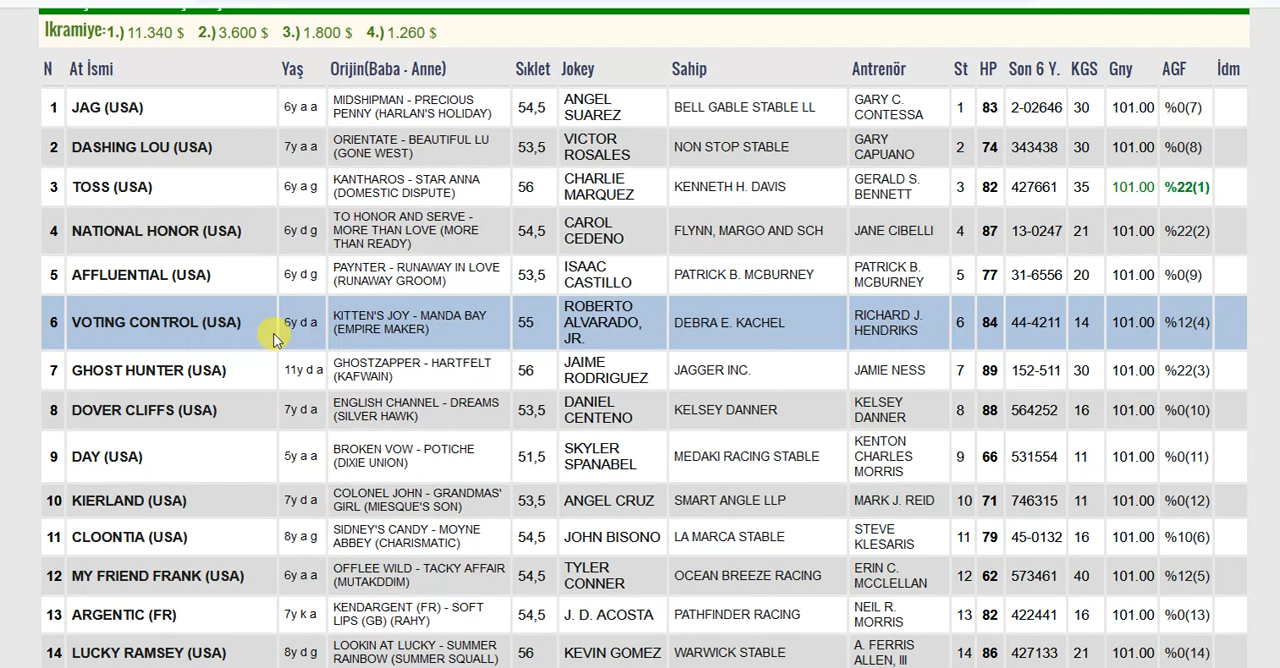 İkramiye:1.) 11.340 $ 2.) 3.600 $ 3.) 1.800 $ 4.) 1.260 $
N At İsmi Yaş Orijin(Baba - Anne) Sıklet Jokey Sahip Antrenör St HP Son 6 Y. KGS Gny AGF İdm
1 JAG (USA) 6y a a MIDSHIPMAN - PRECIOUS PENNY (HARLAN'S HOLIDAY) 54,5 ANGEL SUAREZ BELL GABLE STABLE LL GARY C. CONTESSA 1 83 2-02646 30 101.00 %0(7)
2 DASHING LOU (USA) 7y a a ORIENTATE - BEAUTIFUL LU (GONE WEST) 53,5 VICTOR ROSALES NON STOP STABLE GARY CAPUANO 2 74 343438 30 101.00 %0(8)
3 TOSS (USA) 6y a g KANTHAROS - STAR ANNA (DOMESTIC DISPUTE) 56 CHARLIE MARQUEZ KENNETH H. DAVIS GERALD S. BENNETT 3 82 427661 35 101.00 %22(1)
4 NATIONAL HONOR (USA) 6y d g TO HONOR AND SERVE - MORE THAN LOVE (MORE THAN READY) 54,5 CAROL CEDENO FLYNN, MARGO AND SCH JANE CIBELLI 4 87 13-0247 21 101.00 %22(2)
5 AFFLUENTIAL (USA) 6y d g PAYNTER - RUNAWAY IN LOVE (RUNAWAY GROOM) 53,5 ISAAC CASTILLO PATRICK B. MCBURNEY PATRICK B. MCBURNEY 5 77 31-6556 20 101.00 %0(9)
6 VOTING CONTROL (USA) 6y d a KITTEN'S JOY - MANDA BAY (EMPIRE MAKER) 55 ROBERTO ALVARADO, JR. DEBRA E. KACHEL RICHARD J. HENDRIKS 6 84 44-4211 14 101.00 %12(4)
7 GHOST HUNTER (USA) 11y d a GHOSTZAPPER - HARTFELT (KAFWAIN) 56 JAIME RODRIGUEZ JAGGER INC. JAMIE NESS 7 89 152-511 30 101.00 %22(3)
8 DOVER CLIFFS (USA) 7y d a ENGLISH CHANNEL - DREAMS (SILVER HAWK) 53,5 DANIEL CENTENO KELSEY DANNER KELSEY DANNER 8 88 564252 16 101.00 %0(10)
9 DAY (USA) 5y a a BROKEN VOW - POTICHE (DIXIE UNION) 51,5 SKYLER SPANABEL MEDAKI RACING STABLE KENTON CHARLES MORRIS 9 66 531554 11 101.00 %0(11)
10 KIERLAND (USA) 7y d a COLONEL JOHN - GRANDMAS' GIRL (MIESQUE'S SON) 53,5 ANGEL CRUZ SMART ANGLE LLP MARK J. REID 10 71 746315 11 101.00 %0(12)
11 CLOONTIA (USA) 8y a g SIDNEY'S CANDY - MOYNE ABBEY (CHARISMATIC) 54,5 JOHN BISONO LA MARCA STABLE STEVE KLESARIS 11 79 45-0132 16 101.00 %10(6)
12 MY FRIEND FRANK (USA) 6y a a OFFLEE WILD - TACKY AFFAIR (MUTAKDDIM) 54,5 TYLER CONNER OCEAN BREEZE RACING ERIN C. MCCLELLAN 12 62 573461 40 101.00 %12(5)
13 ARGENTIC (FR) 7y k a KENDARGENT (FR) - SOFT LIPS (GB) (RAHY) 54,5 J. D. ACOSTA PATHFINDER RACING NEIL R. MORRIS 13 82 422441 16 101.00 %0(13)
14 LUCKY RAMSEY (USA) 8y d g LOOKIN AT LUCKY - SUMMER RAINBOW (SUMMER SQUALL) 56 KEVIN GOMEZ WARWICK STABLE A. FERRIS ALLEN, III 14 86 427133 21 101.00 %0(14)